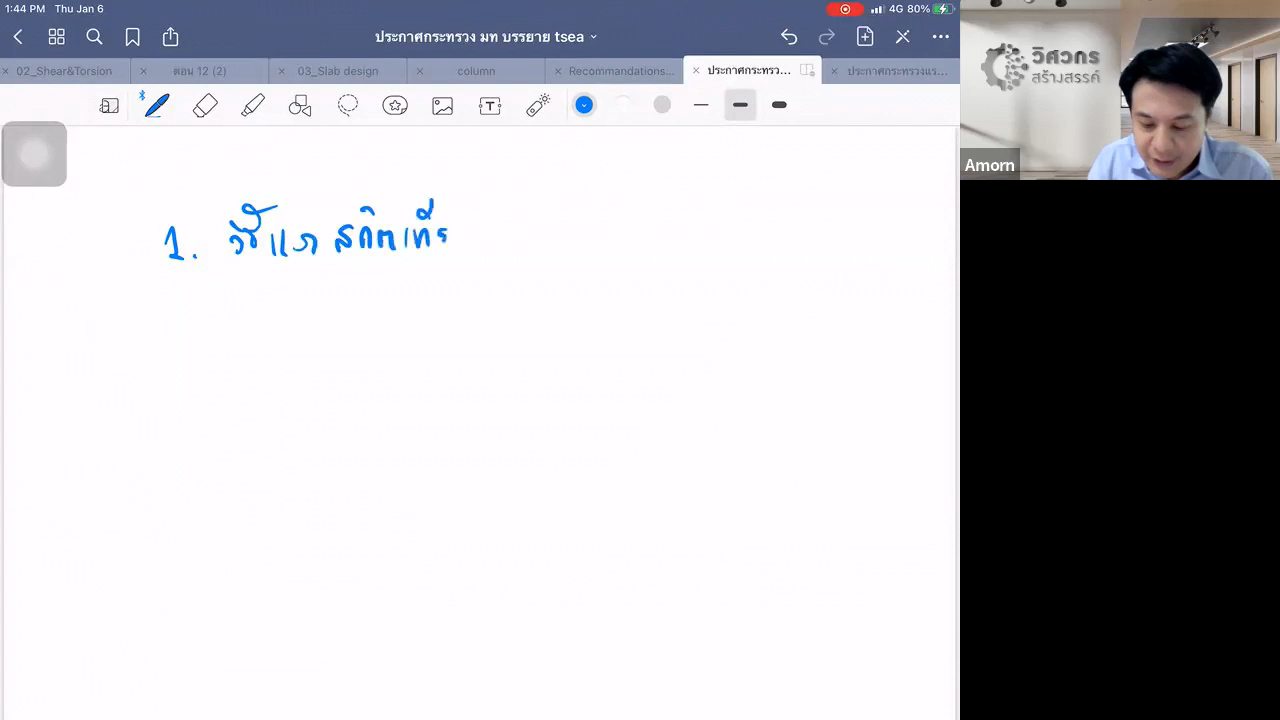 1:44 PM Thu Jan 6
4G 80%
ประกาศกระทรวง มท บรรยาย tsea
02_Shear&Torsion
ตอน 12 (2)
03_Slab design
column
Recommandations...
ประกาศกระทรว...
ประกาศกระทรวงแร...
T
1. วิธีแรง สถิตเทีย
วิศวกร
สร้างสรรค์
Amorn